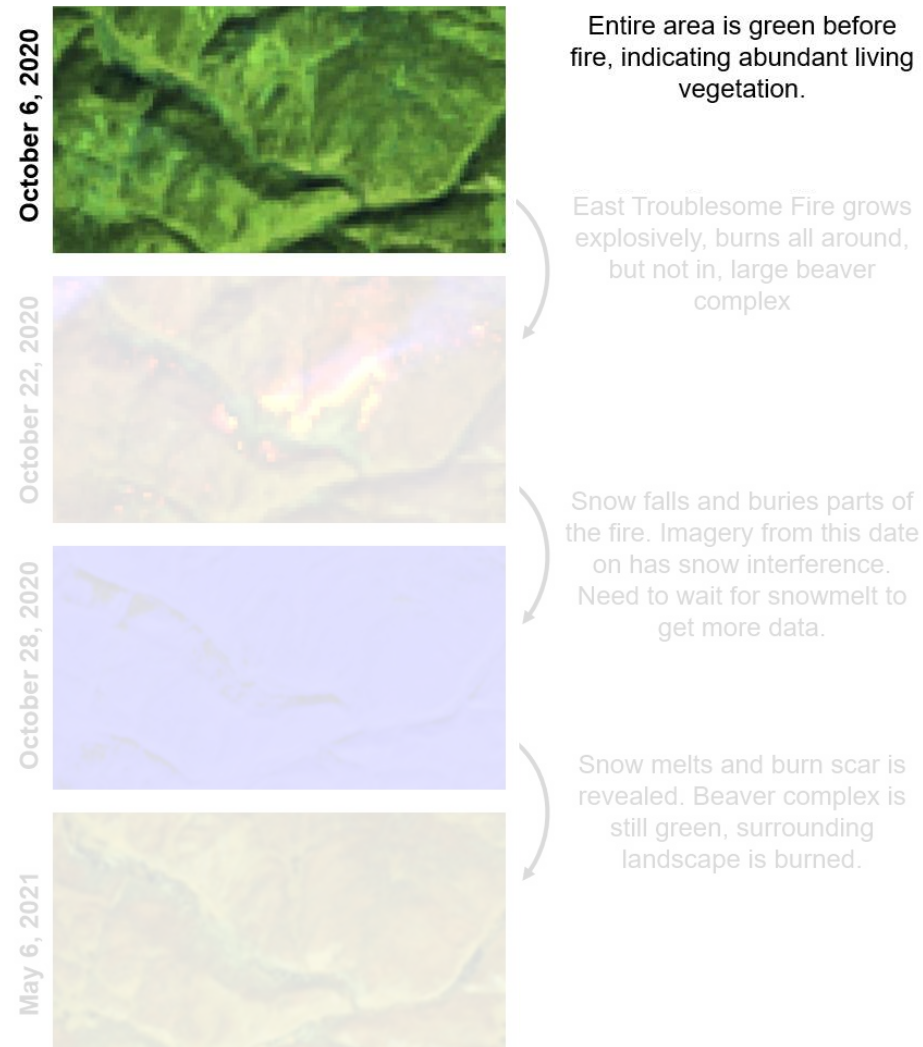 October 6, 2020
Entire area is green before
fire, indicating abundant living
vegetation.
East Troublesome Fire grows
explosively, burns all around,
but not in, large beaver
complex
October 22, 2020
Snow falls and buries parts of
the fire. Imagery from this date
on has snow interference.
Need to wait for snowmelt to
get more data.
October 28, 2020
Snow melts and burn scar is
revealed. Beaver complex is
still green, surrounding
landscape is burned.
May 6, 2021